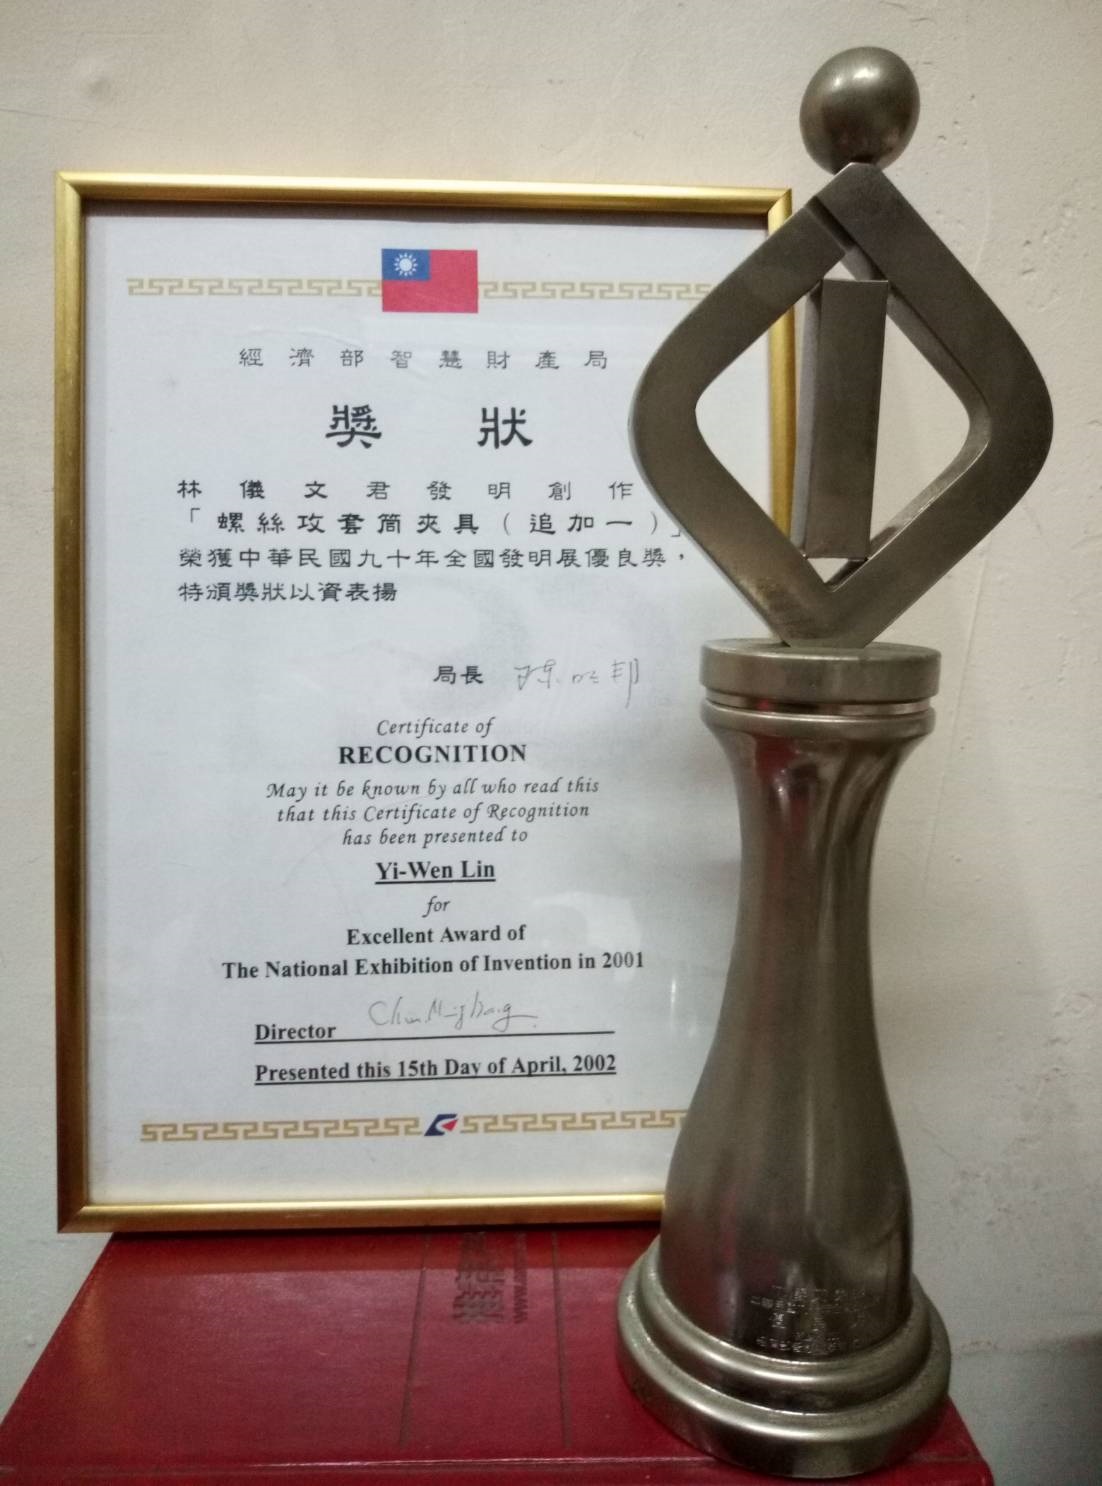 經濟部智慧財產局
獎狀
林儀文君發明創作
「螺絲攻套筒夾具(追加一)」
榮獲中華民國九十年全國發明展優良獎，
特頒獎狀以資表揚
局長 陳明邦
Certificate of
RECOGNITION
May it be known by all who read this
that this Certificate of Recognition
has been presented to
Yi-Wen Lin
for
Excellent Award of
The National Exhibition of Invention in 2001
Director
Presented this 15th Day of April, 2002